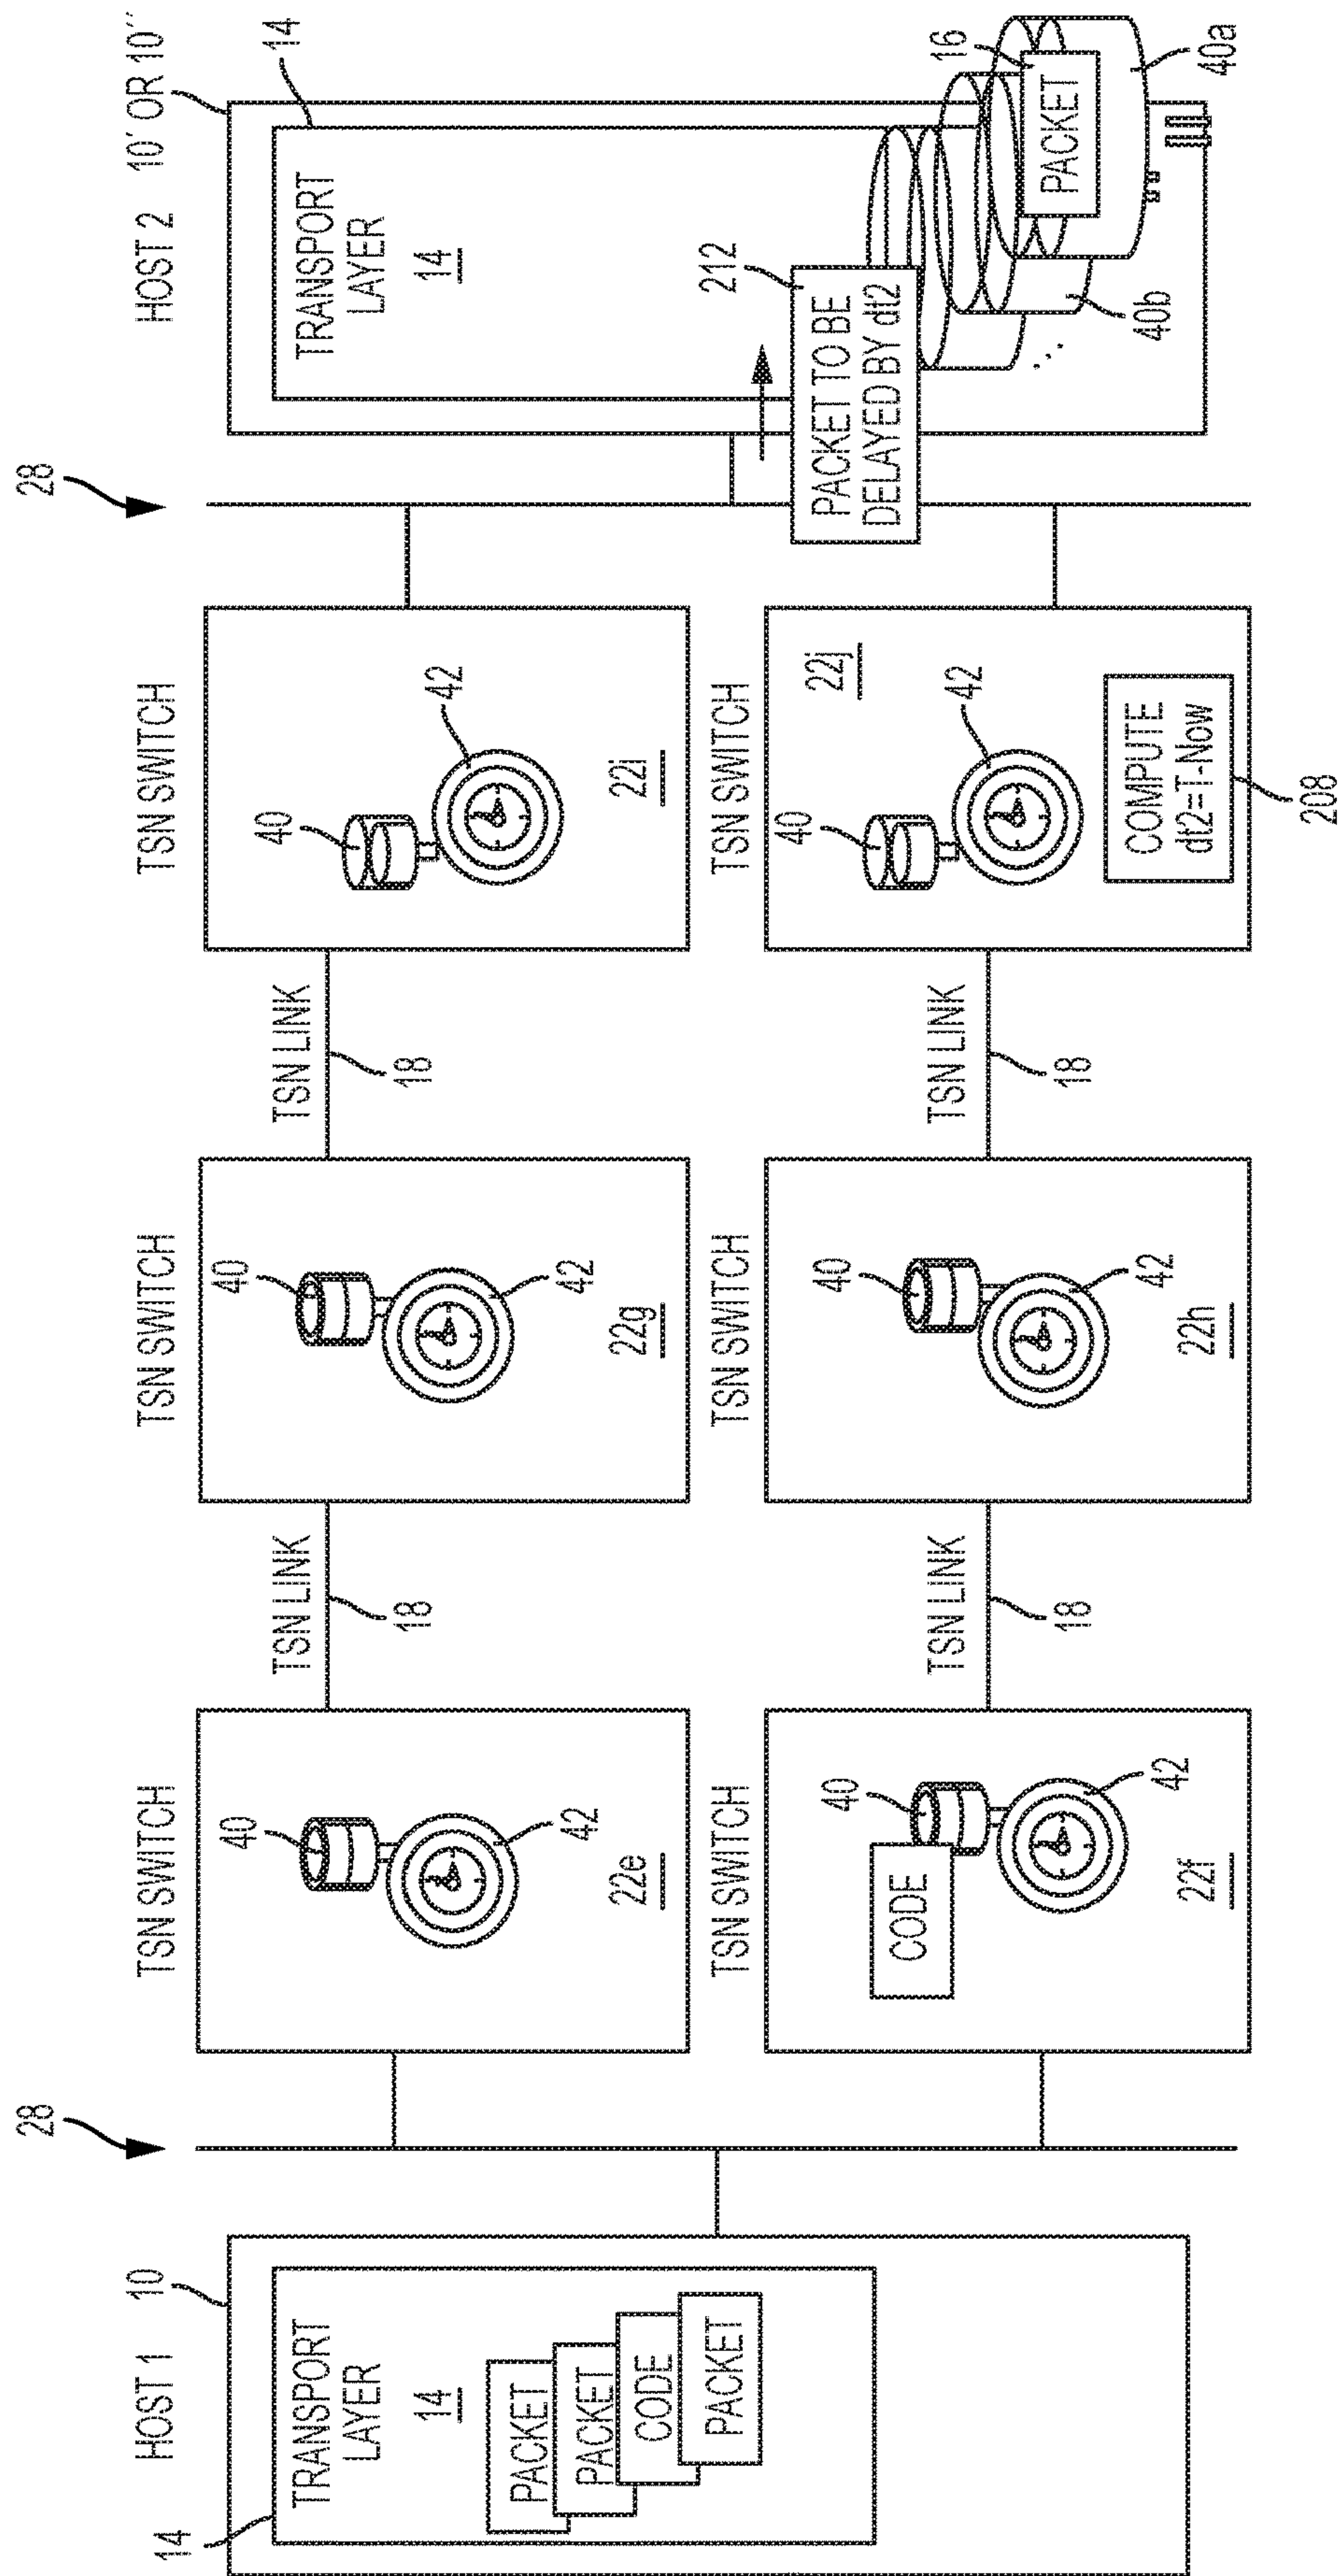 28
28
HOST 1
10
HOST 2
10´ OR 10´´
14
TRANSPORT
LAYER
14
PACKET
PACKET
CODE
PACKET
TSN SWITCH
40
42
22e
TSN LINK
18
TSN SWITCH
40
42
22g
TSN LINK
18
TSN SWITCH
40
42
22i
TSN SWITCH
CODE
40
42
22f
TSN LINK
18
TSN SWITCH
40
42
22h
TSN LINK
18
TSN SWITCH
22j
40
42
COMPUTE
dt2=T-Now
208
14
TRANSPORT
LAYER
14
212
PACKET TO BE
DELAYED BY dt2
16
PACKET
40b
...
40a